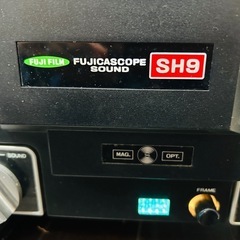 FUJI FILM FUJICASCOPE SOUND SH9
MAG. OPT.
SOUND
FRAME